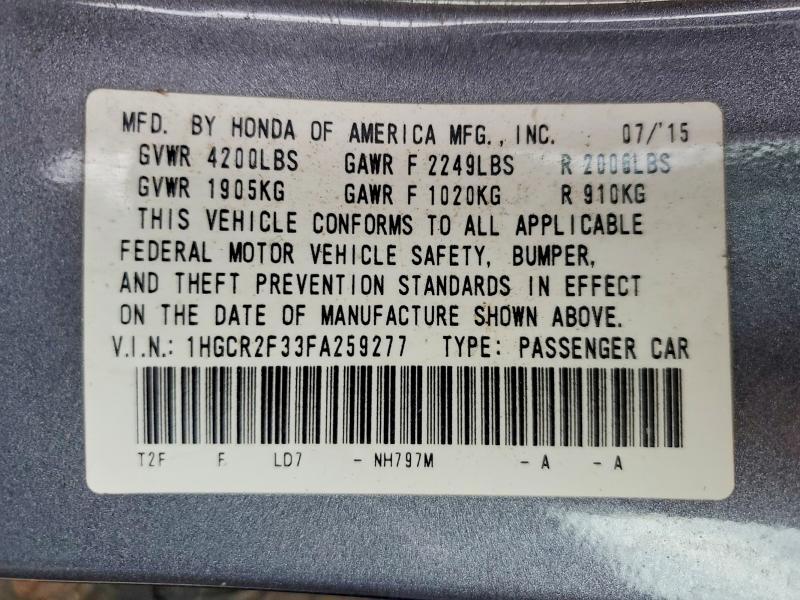 MFD. BY HONDA OF AMERICA MFG., INC. 07/'15
GVWR 4200LBS GAWR F 2249LBS R 2006LBS
GVWR 1905KG GAWR F 1020KG R 910KG
THIS VEHICLE CONFORMS TO ALL APPLICABLE
FEDERAL MOTOR VEHICLE SAFETY, BUMPER,
AND THEFT PREVENTION STANDARDS IN EFFECT
ON THE DATE OF MANUFACTURE SHOWN ABOVE.
V.I.N.: 1HGCR2F33FA259277 TYPE: PASSENGER CAR
T2F F LD7 - NH797M - A - A